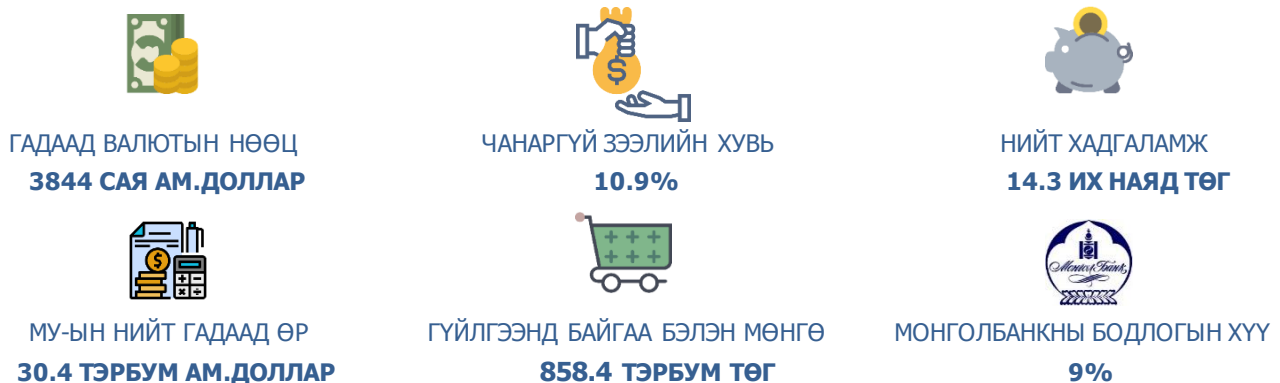 ГАДААД ВАЛЮТЫН НӨӨЦ
3844 САЯ АМ.ДОЛЛАР
ЧАНАРГҮЙ ЗЭЭЛИЙН ХУВЬ
10.9%
НИЙТ ХАДГАЛАМЖ
14.3 ИХ НАЯД ТӨГ
МУ-ЫН НИЙТ ГАДААД ӨР
30.4 ТЭРБУМ АМ.ДОЛЛАР
ГҮЙЛГЭЭНД БАЙГАА БЭЛЭН МӨНГӨ
858.4 ТЭРБУМ ТӨГ
МонголБанк
МОНГОЛБАНКНЫ БОДЛОГЫН ХҮҮ
9%